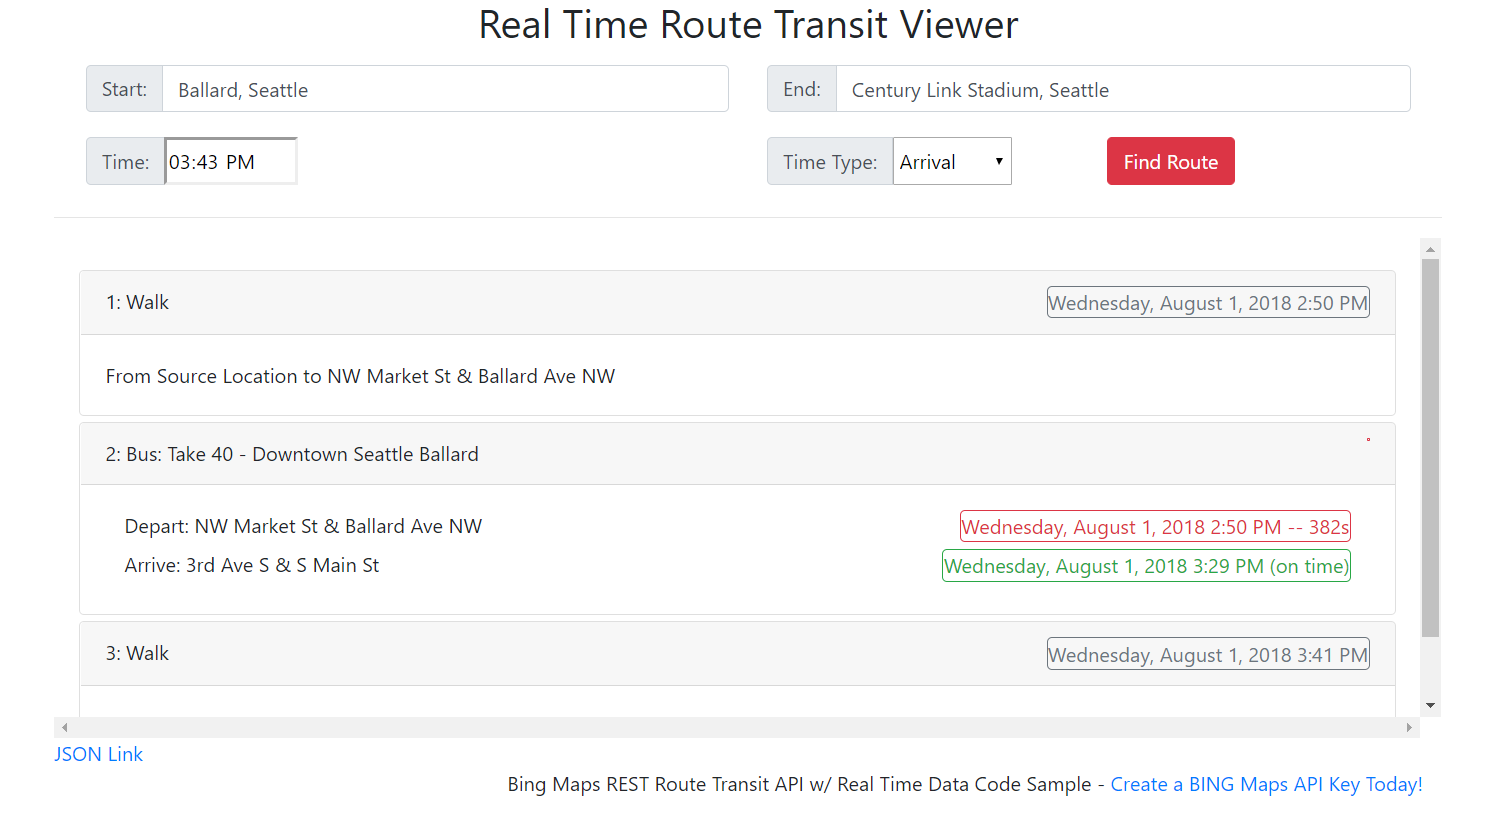 Real Time Route Transit Viewer
Start: Ballard, Seattle
End: Century Link Stadium, Seattle
Time: 03:43 PM
Time Type: Arrival
Find Route
1: Walk
Wednesday, August 1, 2018 2:50 PM
From Source Location to NW Market St & Ballard Ave NW
2: Bus: Take 40 - Downtown Seattle Ballard
Depart: NW Market St & Ballard Ave NW
Wednesday, August 1, 2018 2:50 PM -- 382s
Arrive: 3rd Ave S & S Main St
Wednesday, August 1, 2018 3:29 PM (on time)
3: Walk
Wednesday, August 1, 2018 3:41 PM
JSON Link
Bing Maps REST Route Transit API w/ Real Time Data Code Sample - Create a BING Maps API Key Today!